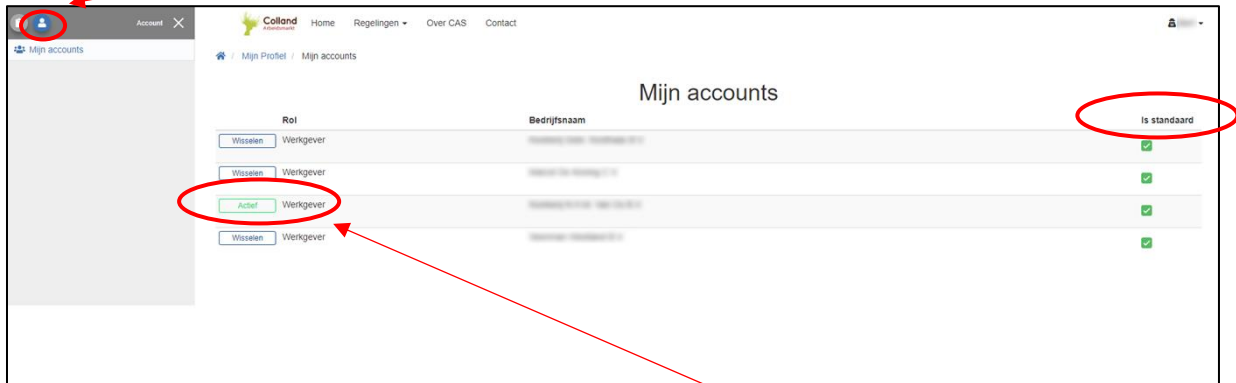 Account
Colland
Arbeidsmarkt
Home Regelingen Over CAS Contact
Mijn accounts
/ Mijn Profiel / Mijn accounts
Mijn accounts
Rol Bedrijfsnaam Is standaard
Wisselen Werkgever
Wisselen Werkgever
Actief Werkgever
Wisselen Werkgever